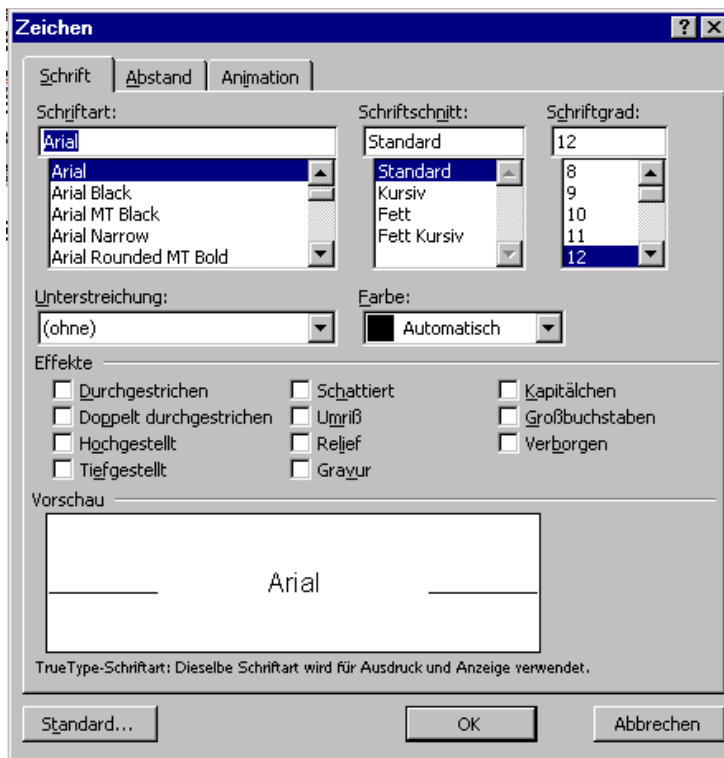 Zeichen
Schrift Abstand Animation
Schriftart: Schriftschnitt: Schriftgrad:
Arial Standard 12
Arial Standard 8
Arial Black Kursiv 9
Arial MT Black Fett 10
Arial Narrow Fett Kursiv 11
Arial Rounded MT Bold 12
Unterstreichung: Farbe:
(ohne) Automatisch
Effekte
Durchgestrichen Schattiert Kapitälchen
Doppelt durchgestrichen Umriß Großbuchstaben
Hochgestellt Relief Verborgen
Tiefgestellt Gravur
Vorschau
Arial
TrueType-Schriftart: Dieselbe Schriftart wird für Ausdruck und Anzeige verwendet.
Standard... OK Abbrechen